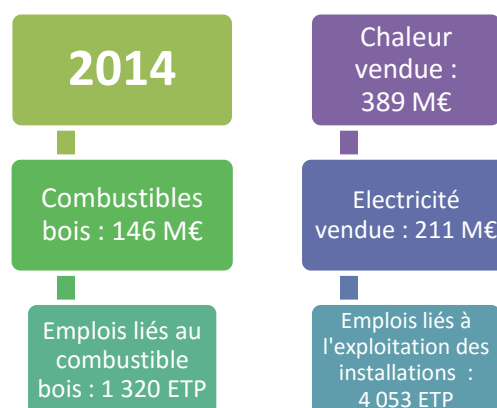 2014
Combustibles
bois : 146 M€
Emplois liés au
combustible
bois : 1 320 ETP
Chaleur
vendue :
389 M€
Electricité
vendue : 211 M€
Emplois liés à
l'exploitation des
installations :
4 053 ETP